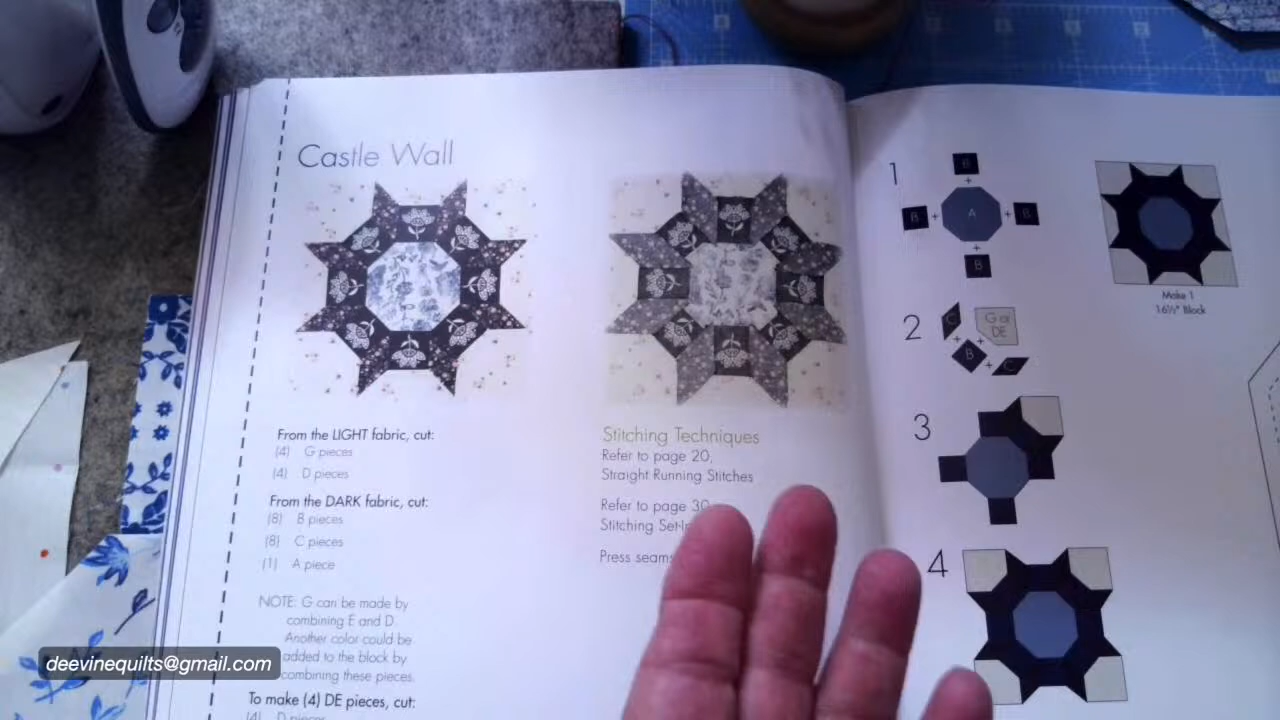 Castle Wall
From the LIGHT fabric, cut:
(4) G pieces
(4) D pieces
From the DARK fabric, cut:
(8) B pieces
(8) C pieces
(1) A piece
NOTE: G can be made by
combining E and D.
Another color could be
added to the block by
combining these pieces.
To make (4) DE pieces, cut:
(4) D pieces
Stitching Techniques
Refer to page 20,
Straight Running Stitches
Refer to page 30
Stitching Set-In
Press seams
1
B
+
B + A + B
+
B
2
C
G or
DE
+ +
B + C
3
4
Make 1
16½" Block
deevinequilts@gmail.com